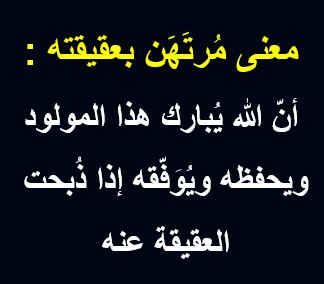 معنى مُرتَهَن بعقيقته :
أنّ الله يُبارك هذا المولود
ويحفظه ويُوَفّقه إذا ذُبحت
العقيقة عنه